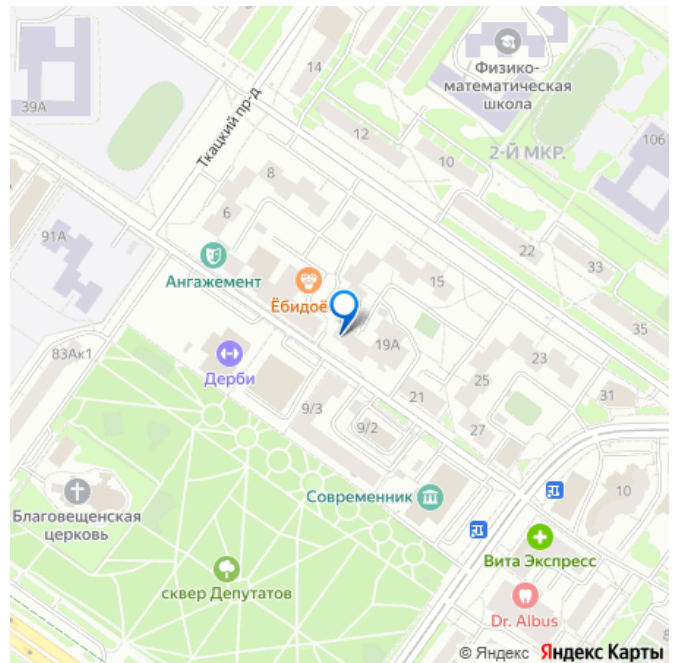 14
Физико-
математическая
школа
39А
Ткацкий пр-д
12
106
10
2-Й МКР.
8
6
91А
22
33
Ангажемент
15
Ёбидоё
35
83Ак1
19А
Дерби
23
25
21
31
9/3
9/2
27
Современник
10
Благовещенская
церковь
Вита Экспресс
сквер Депутатов
Dr. Albus
8
© Яндекс Яндекс Карты